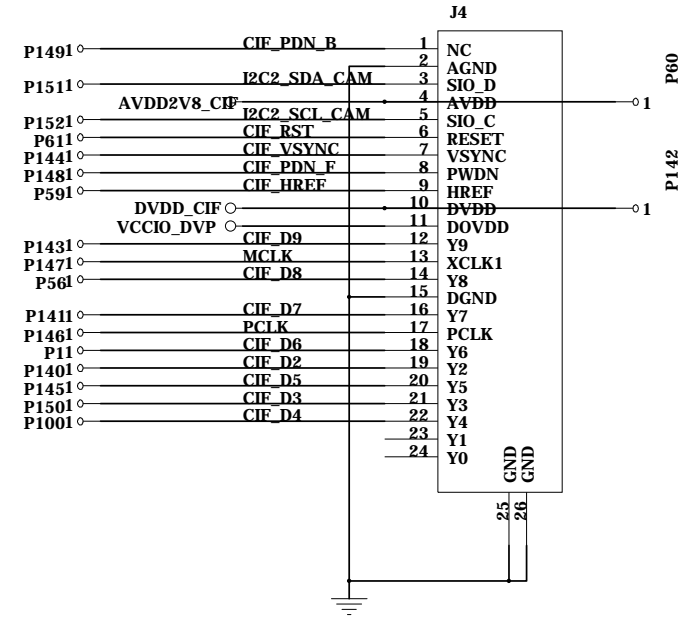 J4
P149 1 CIF_PDN_B 1 NC
2 AGND
P151 1 I2C2_SDA_CAM 3 SIO_D
AVDD2V8_CIF 4 AVDD 1 P60
P152 1 I2C2_SCL_CAM 5 SIO_C
P61 1 CIF_RST 6 RESET
P144 1 CIF_VSYNC 7 VSYNC
P148 1 CIF_PDN_F 8 PWDN
P59 1 CIF_HREF 9 HREF
DVDD_CIF 10 DVDD 1 P142
VCCIO_DVP 11 DOVDD
P143 1 CIF_D9 12 Y9
P147 1 MCLK 13 XCLK1
P56 1 CIF_D8 14 Y8
15 DGND
P141 1 CIF_D7 16 Y7
P146 1 PCLK 17 PCLK
P1 1 CIF_D6 18 Y6
P140 1 CIF_D2 19 Y2
P145 1 CIF_D5 20 Y5
P150 1 CIF_D3 21 Y3
P100 1 CIF_D4 22 Y4
23 Y1
24 Y0
GND GND
25 26